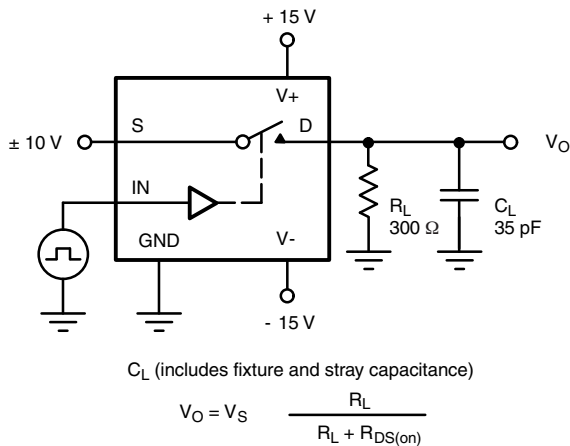 + 15 V
V+
S
D
± 10 V
V_O
IN
R_L
300 Ω
C_L
35 pF
GND
V-
- 15 V
C_L (includes fixture and stray capacitance)
V_O = V_S R_L
R_L + R_DS(on)